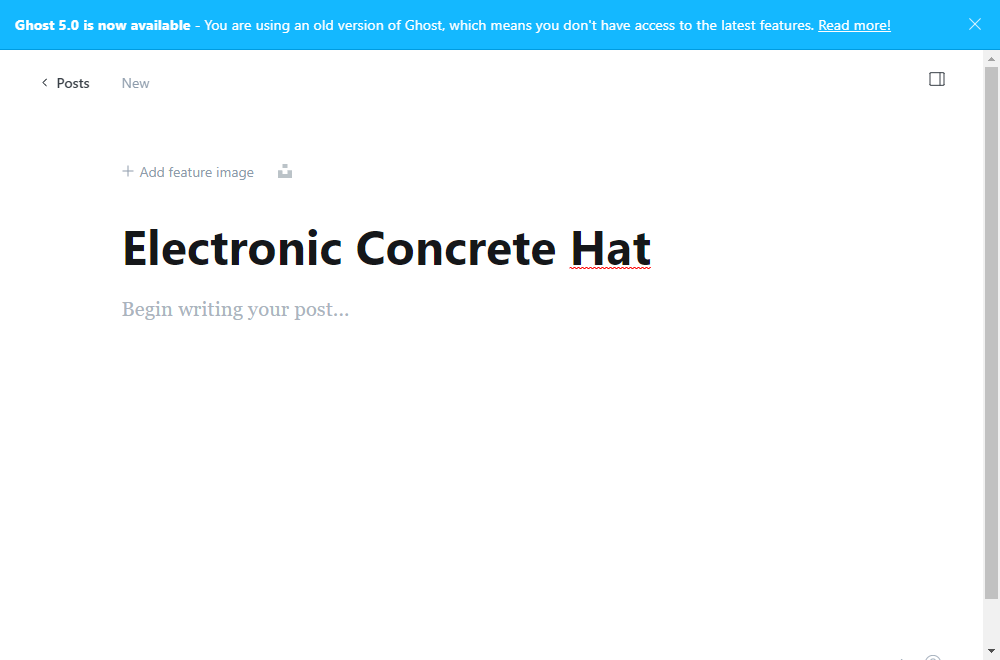 Ghost 5.0 is now available - You are using an old version of Ghost, which means you don't have access to the latest features. Read more!
Posts New
Add feature image
Electronic Concrete Hat
Begin writing your post...